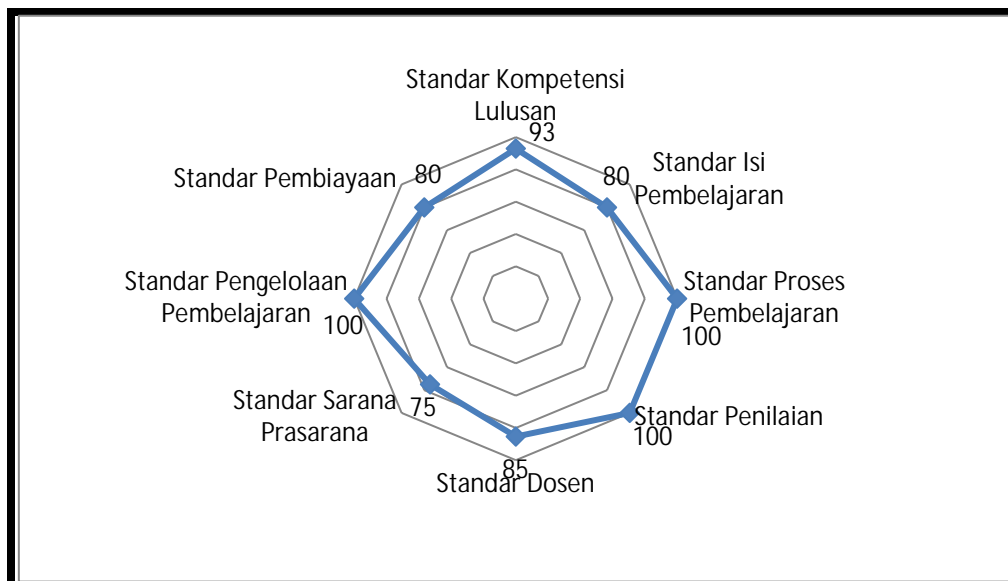 Standar Kompetensi
Lulusan
93
Standar Isi
Pembelajaran
80
Standar Proses
Pembelajaran
100
Standar Penilaian
100
85
Standar Dosen
Standar Sarana
Prasarana
75
Standar Pengelolaan
Pembelajaran
100
Standar Pembiayaan
80